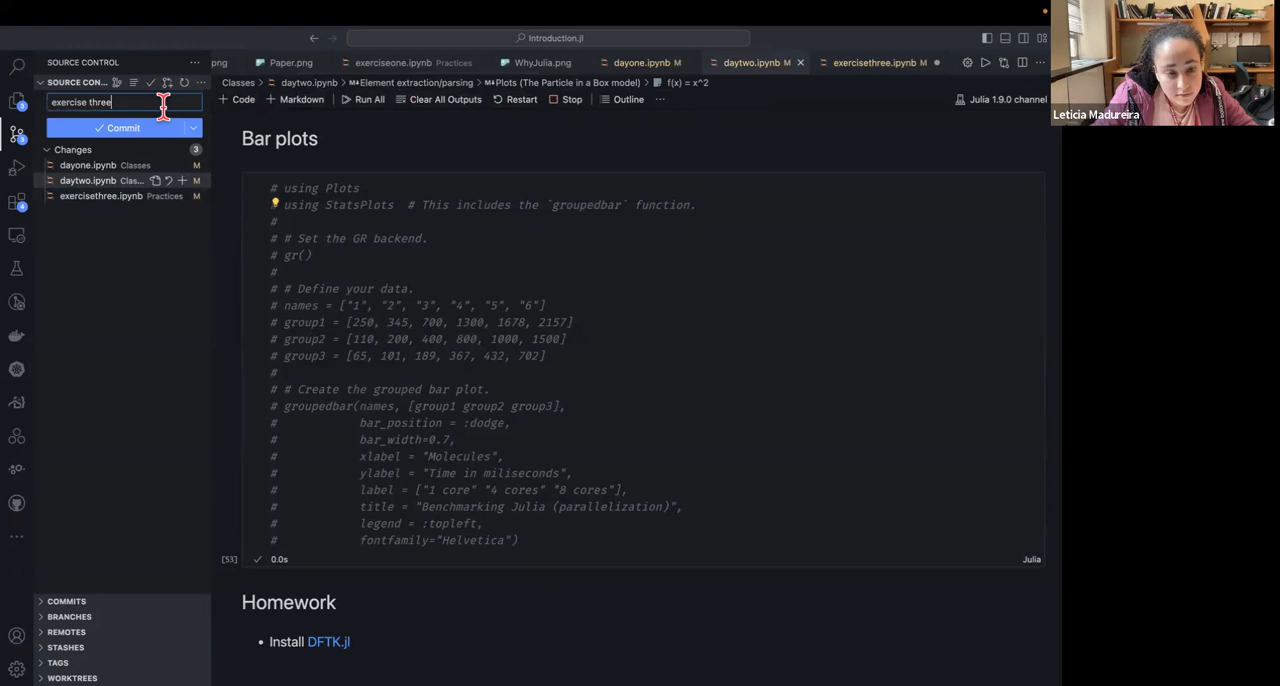 Introduction.jl
SOURCE CONTROL
png
Paper.png
exerciseone.ipynb Practices
WhyJulia.png
dayone.ipynb M
daytwo.ipynb M
exercisethree.ipynb M
SOURCE CON...
Classes > daytwo.ipynb > Element extraction/parsing > Plots (The Particle in a Box model) > f(x) = x^2
exercise three
+ Code + Markdown Run All Clear All Outputs Restart Stop Outline ...
Julia 1.9.0 channel
Commit
Changes 3
dayone.ipynb Classes M
daytwo.ipynb Clas... M
exercisethree.ipynb Practices M
3
3
4
Bar plots
# using Plots
# using StatsPlots # This includes the `groupedbar` function.
#
# # Set the GR backend.
# gr()
#
# # Define your data.
# names = ["1", "2", "3", "4", "5", "6"]
# group1 = [250, 345, 700, 1300, 1678, 2157]
# group2 = [110, 200, 400, 800, 1000, 1500]
# group3 = [65, 101, 189, 367, 432, 702]
#
# # Create the grouped bar plot.
# groupedbar(names, [group1 group2 group3],
# bar_position = :dodge,
# bar_width=0.7,
# xlabel = "Molecules",
# ylabel = "Time in miliseconds",
# label = ["1 core" "4 cores" "8 cores"],
# title = "Benchmarking Julia (parallelization)",
# legend = :topleft,
# fontfamily="Helvetica")
[53] 0.0s Julia
Homework
• Install DFTK.jl
COMMITS
BRANCHES
REMOTES
STASHES
TAGS
WORKTREES
Leticia Madureira